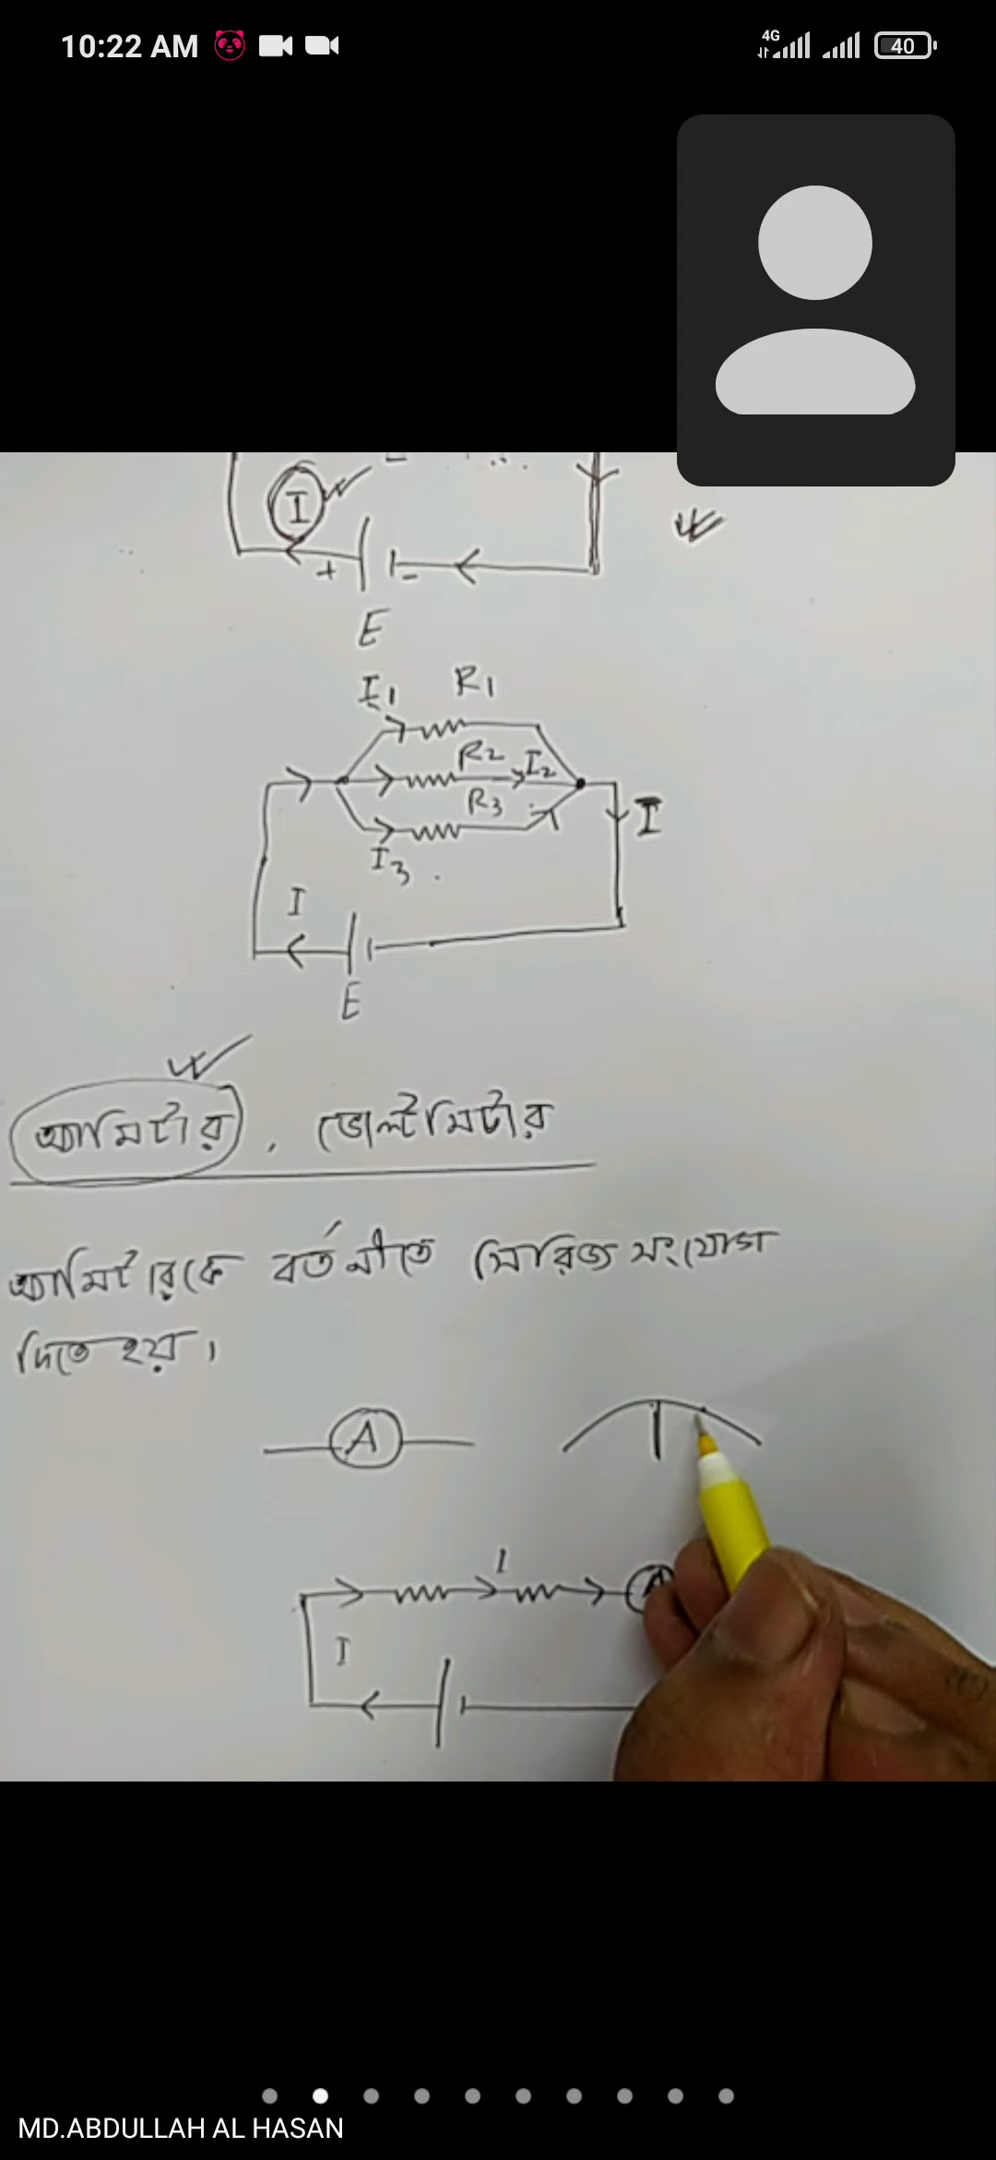 10:22 AM
4G
40
I
+ -
E
I1 R1
R2 I2
R3
I
I3
I
E
অ্যামিটার, ভোল্টমিটার
অ্যামিটারকে বর্তনীতে সিরিজ সংযোগ
দিতে হয়।
A
I
A
I
MD.ABDULLAH AL HASAN